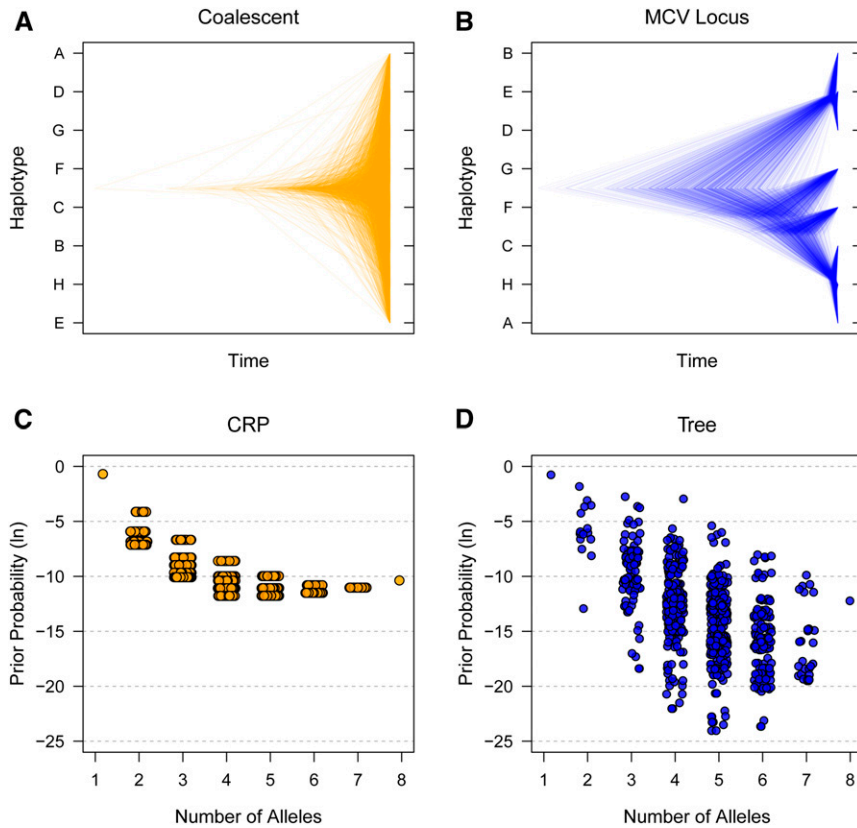 A
Coalescent
Haplotype
A
D
G
F
C
B
H
E
Time
B
MCV Locus
Haplotype
B
E
D
G
F
C
H
A
Time
C
CRP
Prior Probability (ln)
0
−5
−10
−15
−20
−25
1 2 3 4 5 6 7 8
Number of Alleles
D
Tree
Prior Probability (ln)
0
−5
−10
−15
−20
−25
1 2 3 4 5 6 7 8
Number of Alleles